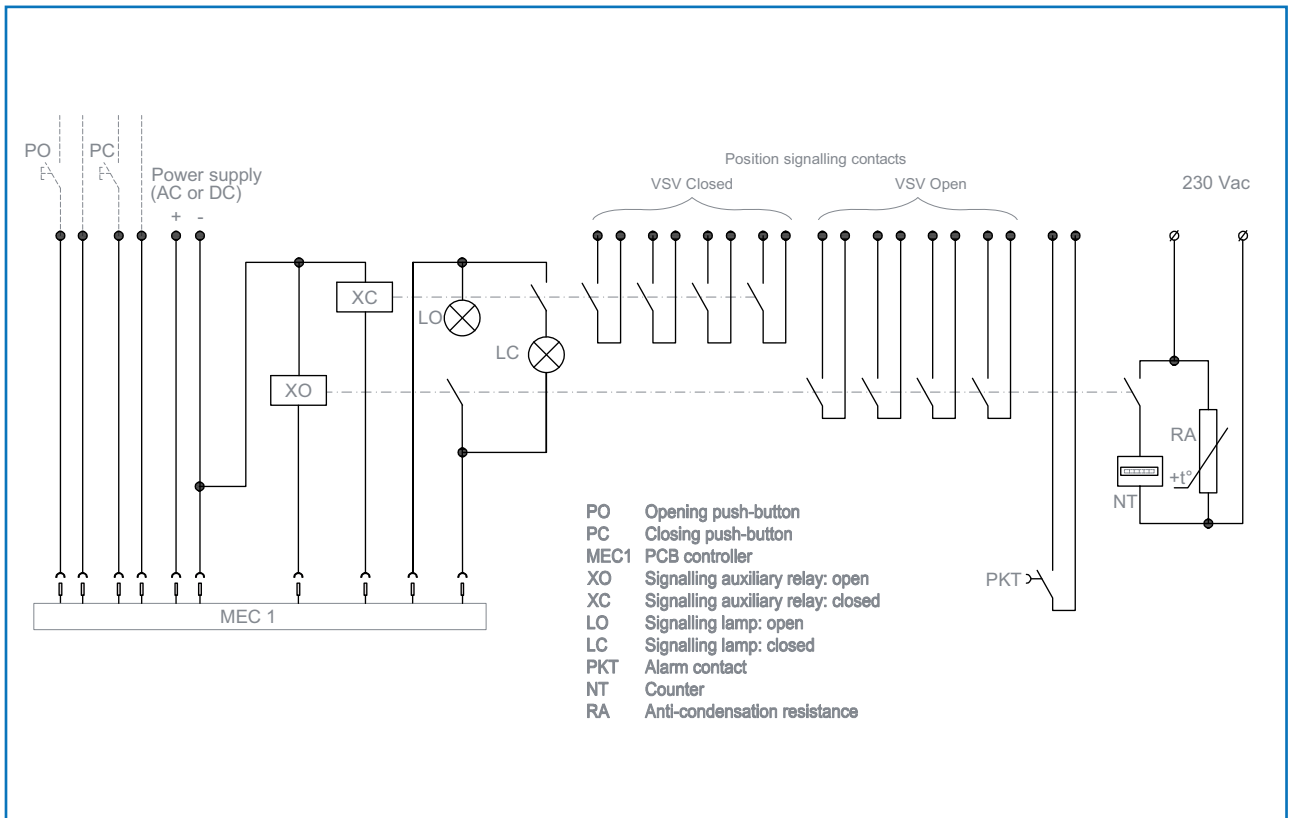 Position signalling contacts
PO
PC
Power supply
(AC or DC)
+ -
VSV Closed
VSV Open
230 Vac
XC
LO
LC
XO
RA
+t°
NT
PKT
MEC 1
PO Opening push-button
PC Closing push-button
MEC1 PCB controller
XO Signalling auxiliary relay: open
XC Signalling auxiliary relay: closed
LO Signalling lamp: open
LC Signalling lamp: closed
PKT Alarm contact
NT Counter
RA Anti-condensation resistance